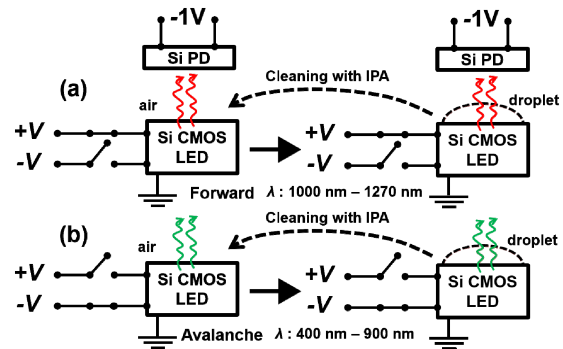 -1V
-1V
Si PD
Si PD
(a)
Cleaning with IPA
air
droplet
+V
Si CMOS
LED
-V
+V
Si CMOS
LED
-V
Forward λ : 1000 nm – 1270 nm
(b)
Cleaning with IPA
air
droplet
+V
Si CMOS
LED
-V
+V
Si CMOS
LED
-V
Avalanche λ : 400 nm – 900 nm